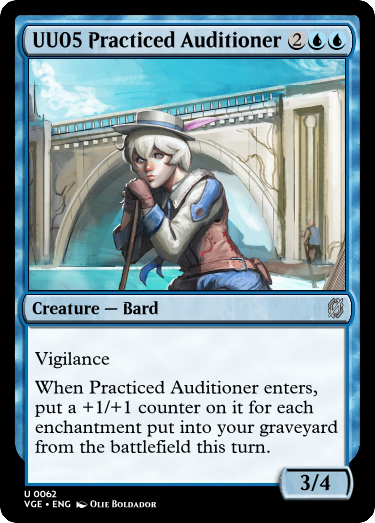 UU05 Practiced Auditioner 2
Creature — Bard
Vigilance
When Practiced Auditioner enters,
put a +1/+1 counter on it for each
enchantment put into your graveyard
from the battlefield this turn.
3/4
U 0062
VGE • ENG Olie Boldador